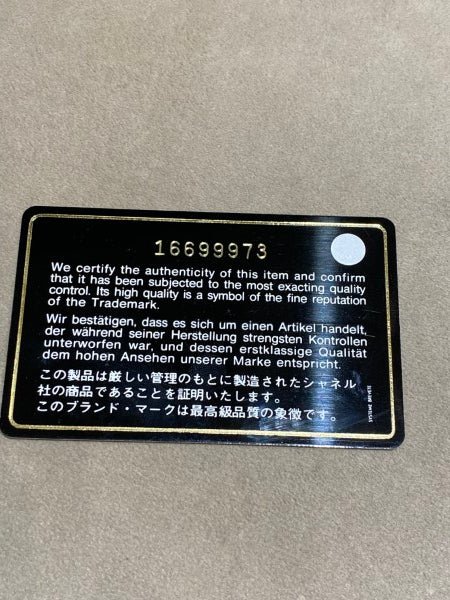 16699973
We certify the authenticity of this item and confirm
that it has been subjected to the most exacting quality
control. Its high quality is a symbol of the fine reputation
of the Trademark.
Wir bestätigen, dass es sich um einen Artikel handelt,
der während seiner Herstellung strengsten Kontrollen
unterworfen war, und dessen erstklassige Qualität
dem hohen Ansehen unserer Marke entspricht.
この製品は厳しい管理のもとに製造されたシャネル
社の商品であることを証明いたします。
このブランド・マークは最高級品質の象徴です。
SYSTEME BREVETE